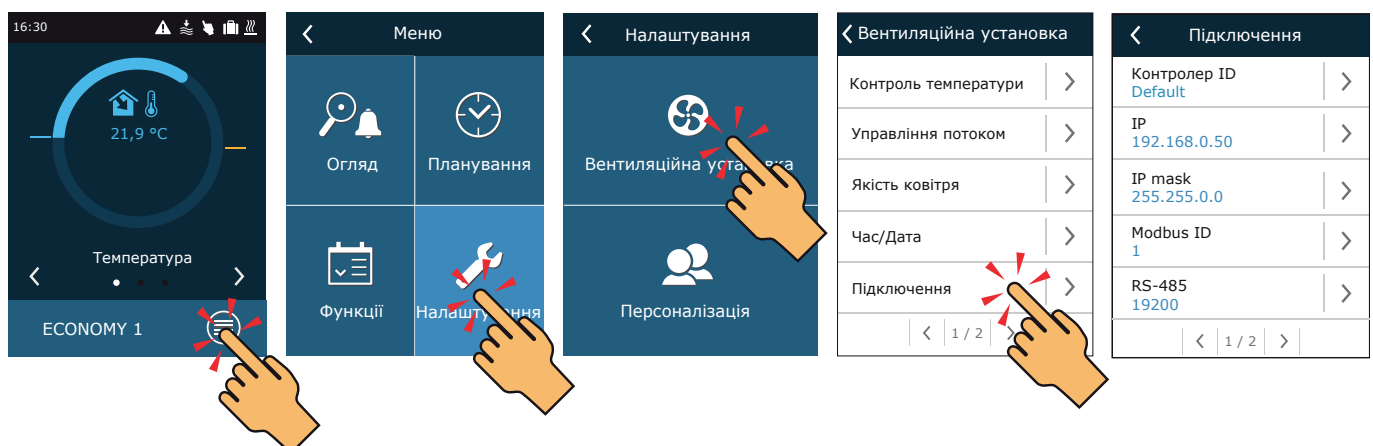 16:30
21,9 °C
Температура
ECONOMY 1
Меню
Огляд
Планування
Функції
Налаштування
Налаштування
Вентиляційна установка
Персоналізація
Вентиляційна установка
Контроль температури
Управління потоком
Якість ковітря
Час/Дата
Підключення
1 / 2
Підключення
Контролер ID
Default
IP
192.168.0.50
IP mask
255.255.0.0
Modbus ID
1
RS-485
19200
1 / 2